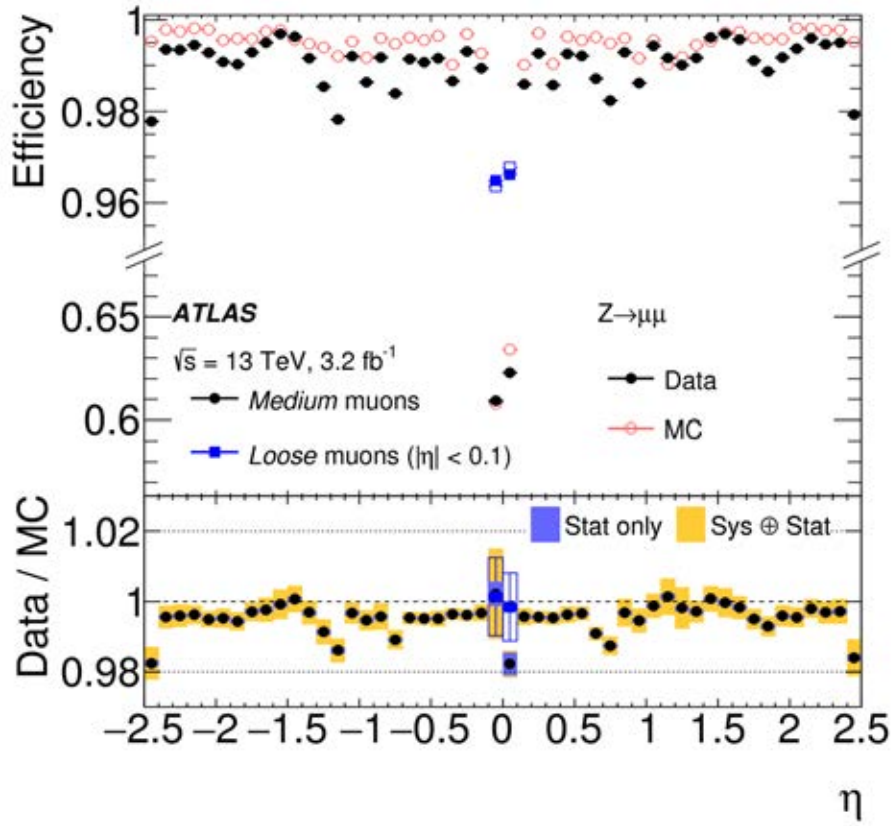 Efficiency
1
0.98
0.96
0.65
0.6
ATLAS
√s = 13 TeV, 3.2 fb⁻¹
Medium muons
Loose muons (|η| < 0.1)
Z→μμ
Data
MC
Data / MC
1.02
1
0.98
Stat only
Sys ⊕ Stat
−2.5 −2 −1.5 −1 −0.5 0 0.5 1 1.5 2 2.5
η